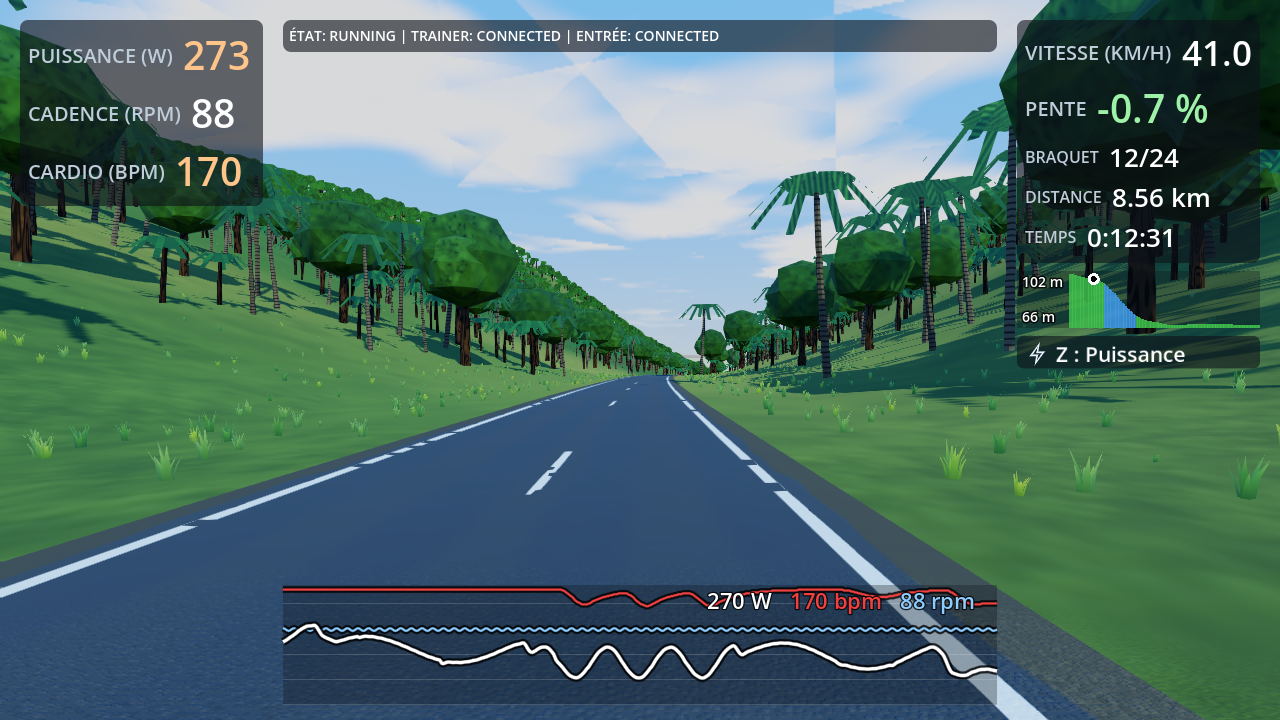 PUISSANCE (W) 273
CADENCE (RPM) 88
CARDIO (BPM) 170
ÉTAT: RUNNING | TRAINER: CONNECTED | ENTRÉE: CONNECTED
VITESSE (KM/H) 41.0
PENTE -0.7 %
BRAQUET 12/24
DISTANCE 8.56 km
TEMPS 0:12:31
102 m
66 m
Z : Puissance
270 W 170 bpm 88 rpm